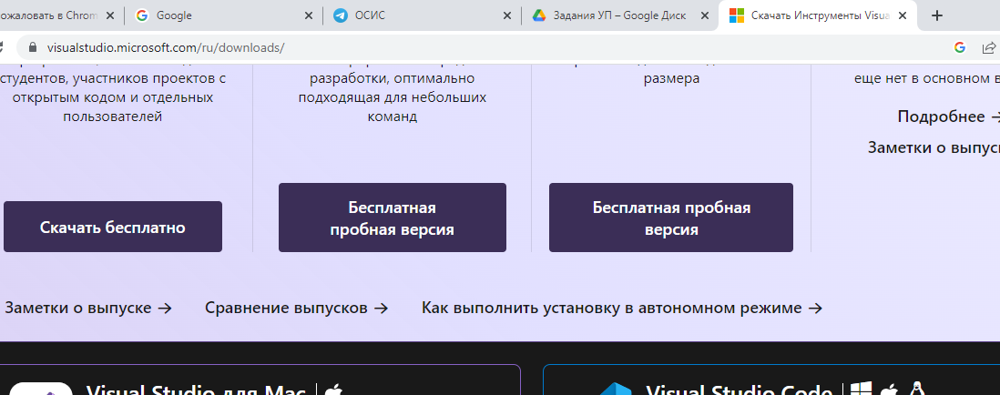 ожаловать в Chrom
Google
ОСИС
Задания УП – Google Диск
Скачать Инструменты Visua
visualstudio.microsoft.com/ru/downloads/
студентов, участников проектов с
открытым кодом и отдельных
пользователей
разработки, оптимально
подходящая для небольших
команд
размера
еще нет в основном в
Подробнее →
Заметки о выпуск
Скачать бесплатно
Бесплатная
пробная версия
Бесплатная пробная
версия
Заметки о выпуске →
Сравнение выпусков →
Как выполнить установку в автономном режиме →
Visual Studio для Mac
Visual Studio Code